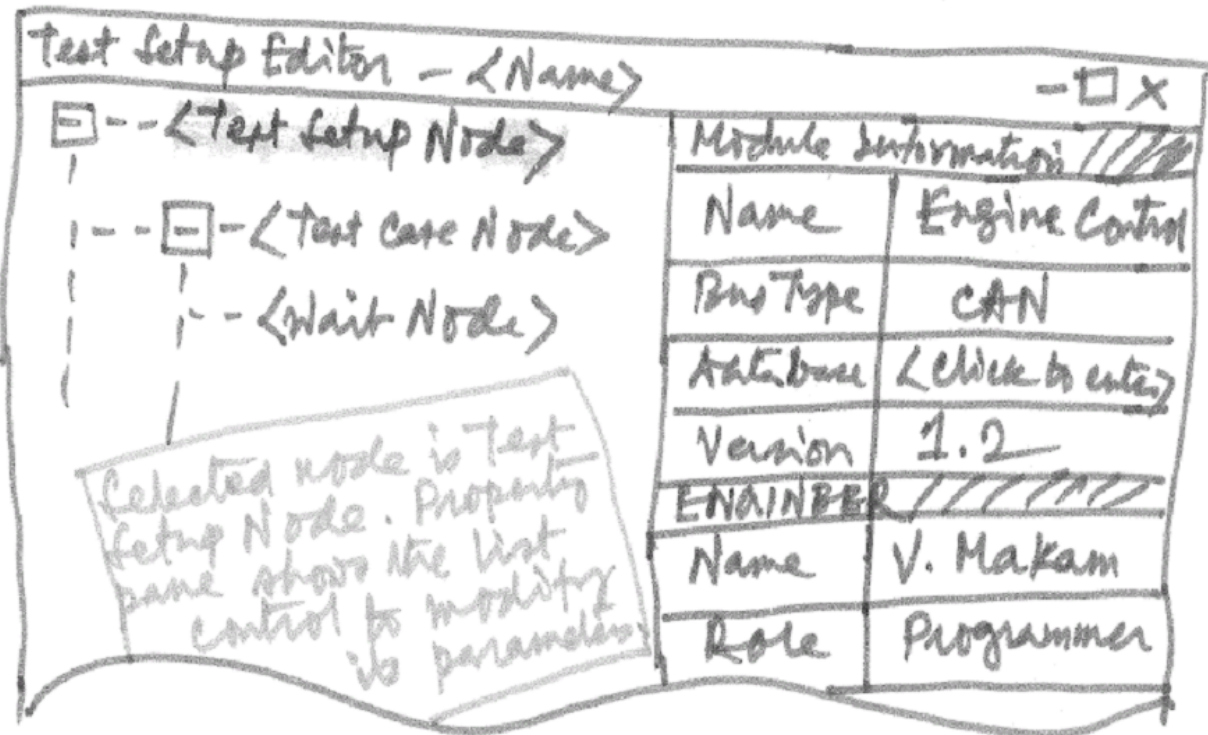 Test Setup Editor - <Name>
- □ X
<Test Setup Node>
<Test Case Node>
<Wait Node>
Selected node is Test
Setup Node. Property
pane shows the list
control to modify
its parameters.
Module Information
Name Engine Control
Bus Type CAN
Database <Click to enter>
Version 1.2
ENGINEER
Name V. Makam
Role Programmer